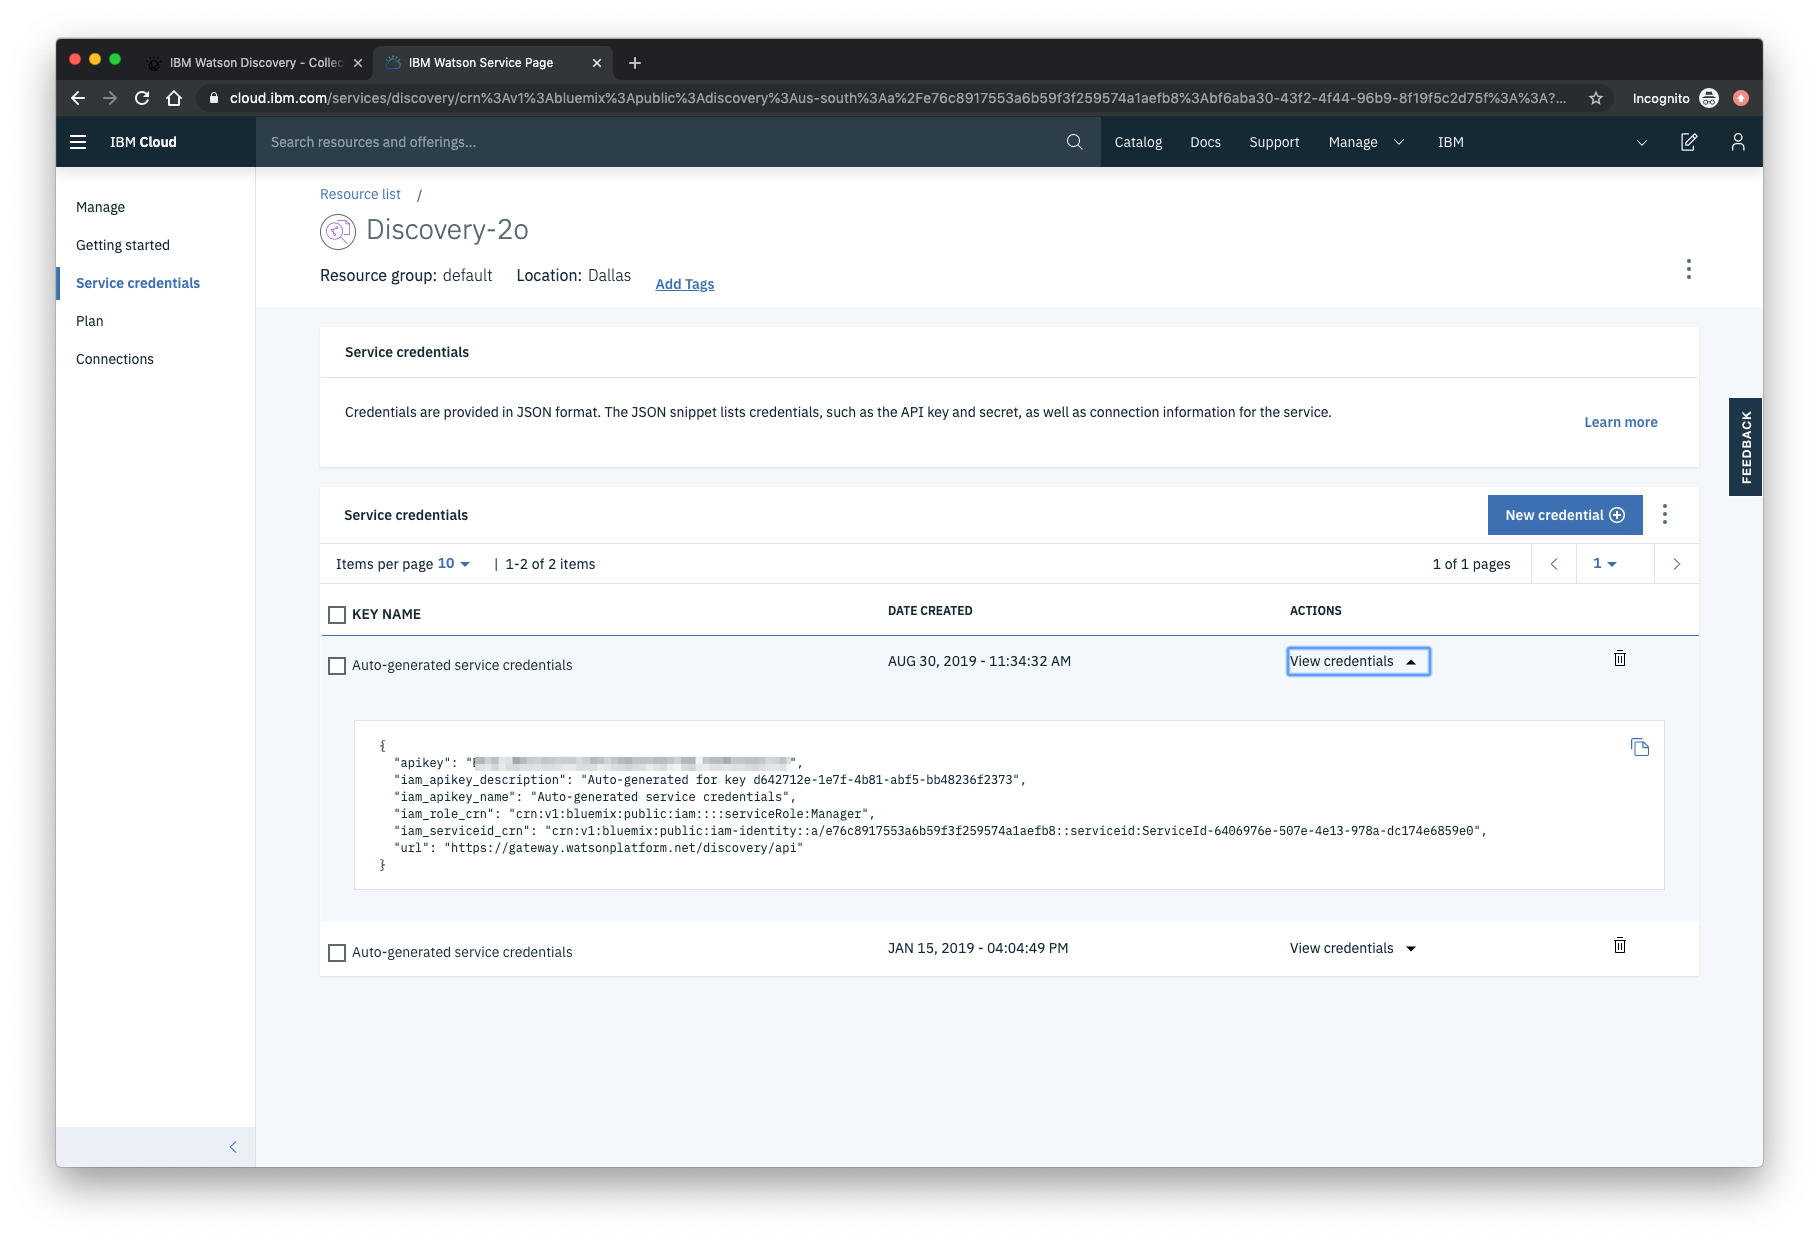 IBM Watson Discovery - Collec
IBM Watson Service Page
cloud.ibm.com/services/discovery/crn%3Av1%3Abluemix%3Apublic%3Adiscovery%3Aus-south%3Aa%2Fe76c8917553a6b59f3f259574a1aefb8%3Abf6aba30-43f2-4f44-96b9-8f19f5c2d75f%3A%3A?...
Incognito
IBM Cloud
Search resources and offerings...
Catalog Docs Support Manage IBM
Manage
Getting started
Service credentials
Plan
Connections
Resource list /
Discovery-2o
Resource group: default Location: Dallas Add Tags
Service credentials
Credentials are provided in JSON format. The JSON snippet lists credentials, such as the API key and secret, as well as connection information for the service.
Learn more
FEEDBACK
Service credentials
New credential
Items per page 10 | 1-2 of 2 items 1 of 1 pages 1
KEY NAME DATE CREATED ACTIONS
Auto-generated service credentials AUG 30, 2019 - 11:34:32 AM View credentials
{
"apikey": "",
"iam_apikey_description": "Auto-generated for key d642712e-1e7f-4b81-abf5-bb48236f2373",
"iam_apikey_name": "Auto-generated service credentials",
"iam_role_crn": "crn:v1:bluemix:public:iam::::serviceRole:Manager",
"iam_serviceid_crn": "crn:v1:bluemix:public:iam-identity::a/e76c8917553a6b59f3f259574a1aefb8::serviceid:ServiceId-6406976e-507e-4e13-978a-dc174e6859e0",
"url": "https://gateway.watsonplatform.net/discovery/api"
}
Auto-generated service credentials JAN 15, 2019 - 04:04:49 PM View credentials